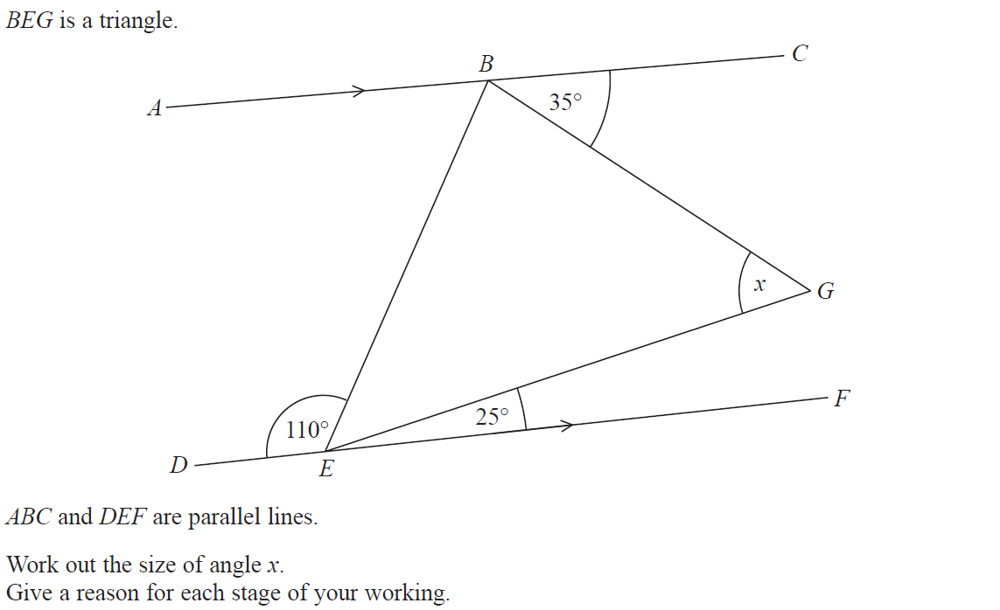 BEG is a triangle.
B
C
A
35°
x
G
110°
25°
F
D
E
ABC and DEF are parallel lines.
Work out the size of angle x.
Give a reason for each stage of your working.